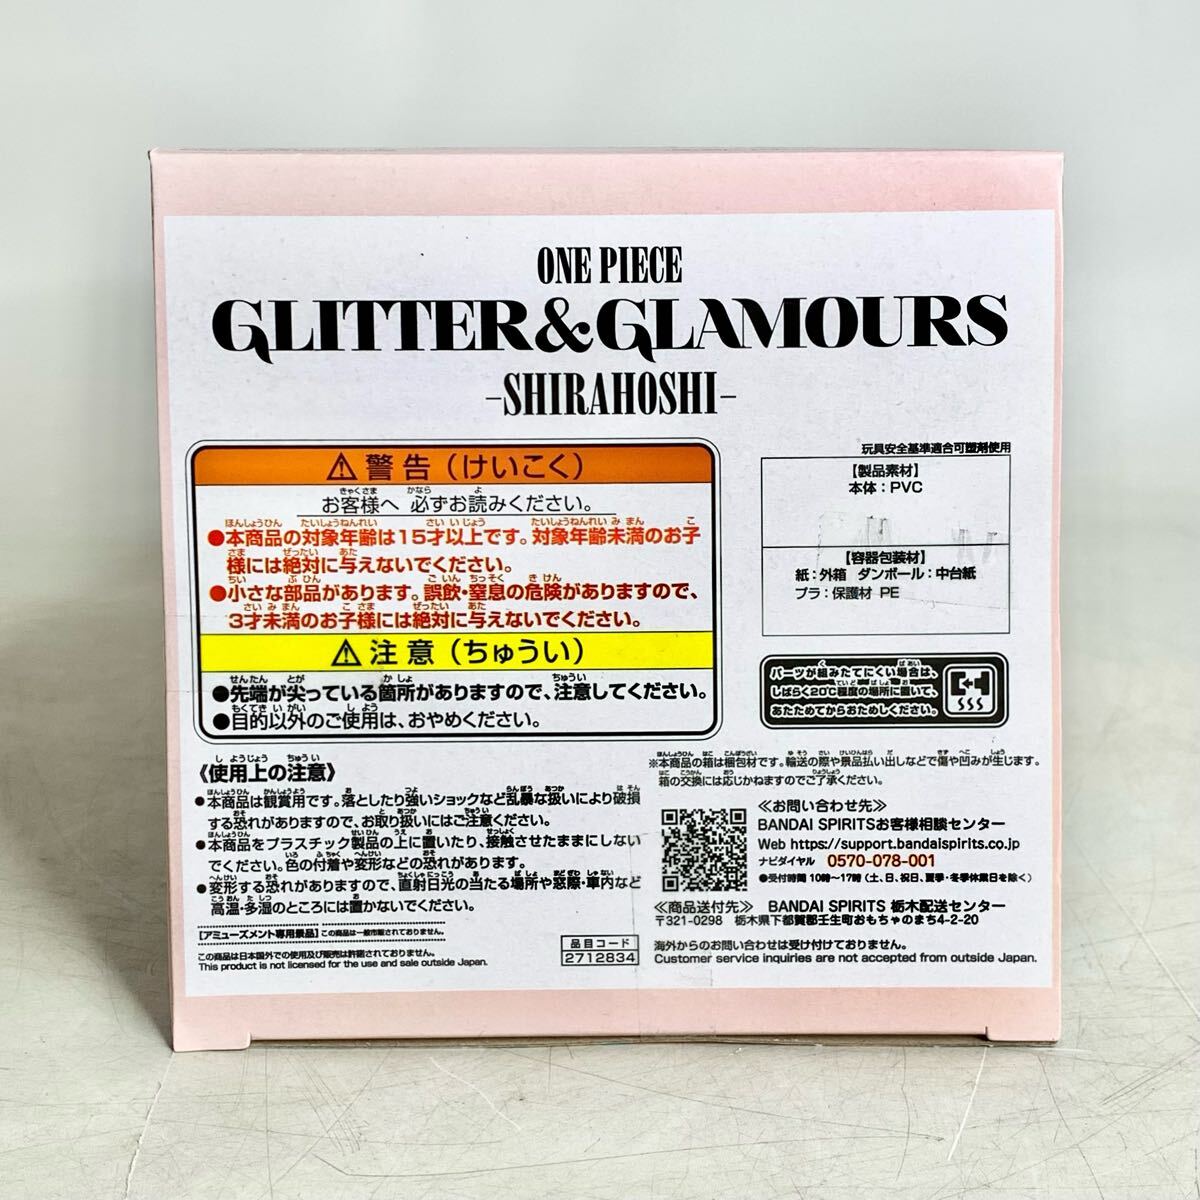 ONE PIECE
GLITTER&GLAMOURS
-SHIRAHOSHI-
⚠警告(けいこく)
お客様へ 必ずお読みください。
●本商品の対象年齢は15才以上です。対象年齢未満のお子
様には絶対に与えないでください。
●小さな部品があります。誤飲・窒息の危険がありますので、
3才未満のお子様には絶対に与えないでください。
⚠注意(ちゅうい)
●先端が尖っている箇所がありますので、注意してください。
●目的以外のご使用は、おやめください。
玩具安全基準適合可塑剤使用
【製品素材】
本体:PVC
【容器包装材】
紙:外箱 ダンボール:中台紙
プラ:保護材 PE
パーツが組みたてにくい場合は、
しばらく20℃程度の場所に置いて、
あたためてからおためしください。
《使用上の注意》
●本商品は観賞用です。落としたり強いショックなど乱暴な扱いにより破損
する恐れがありますので、お取り扱いにはご注意ください。
●本商品をプラスチック製品の上に置いたり、接触させたままにしない
でください。色の付着や変形などの恐れがあります。
●変形する恐れがありますので、直射日光の当たる場所や窓際・車内など
高温・多湿のところには置かないでください。
【アミューズメント専用景品】この商品は一般市販されておりません。
この商品は日本国外での使用及び販売は許諾されておりません。
This product is not licensed for the use and sale outside Japan.
品目コード
2712834
※本商品の箱は梱包材です。輸送の際や景品払い出しなどで傷や凹みが生じます。
箱の交換には応じかねますのでご了承ください。
≪お問い合わせ先≫
BANDAI SPIRITSお客様相談センター
Web https://support.bandaispirits.co.jp
ナビダイヤル 0570-078-001
●受付時間 10時〜17時(土、日、祝日、夏季・冬季休業日を除く)
≪商品送付先≫ BANDAI SPIRITS 栃木配送センター
〒321-0298 栃木県下都賀郡壬生町おもちゃのまち4-2-20
海外からのお問い合わせは受け付けておりません。
Customer service inquiries are not accepted from outside Japan.